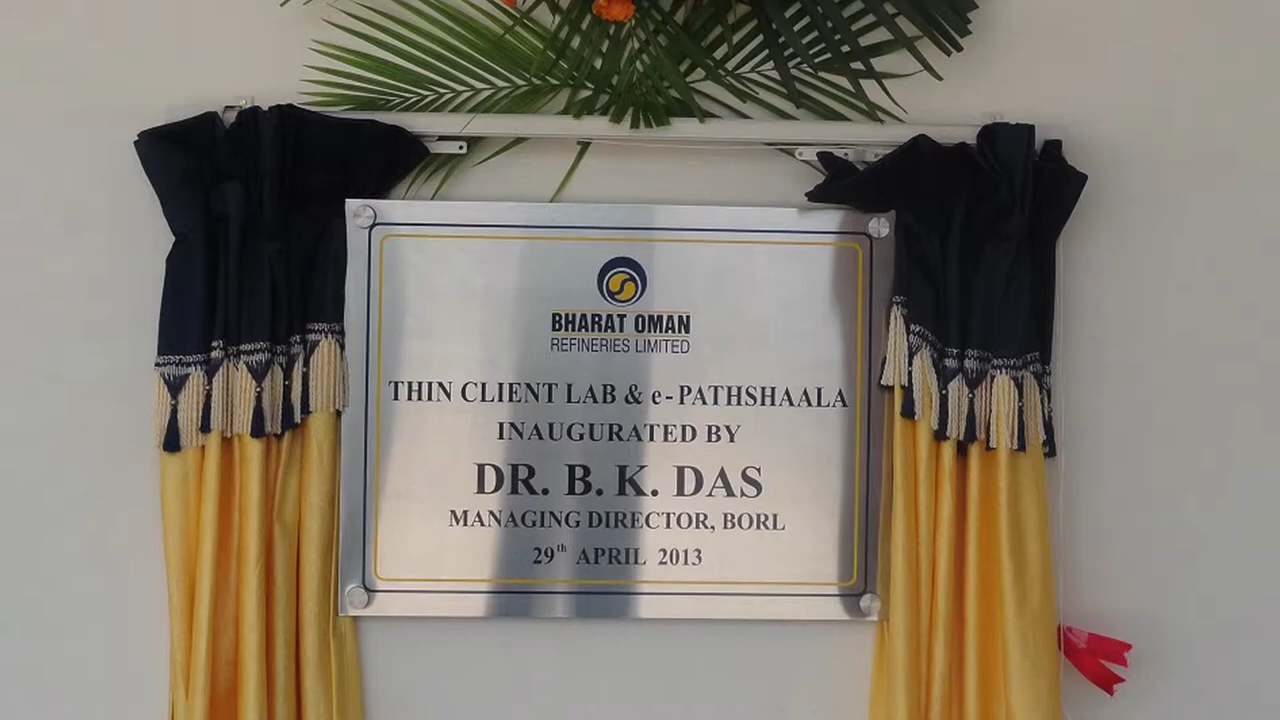 BHARAT OMAN
REFINERIES LIMITED
THIN CLIENT LAB & e-PATHSHAALA
INAUGURATED BY
DR. B. K. DAS
MANAGING DIRECTOR, BORL
29th APRIL 2013